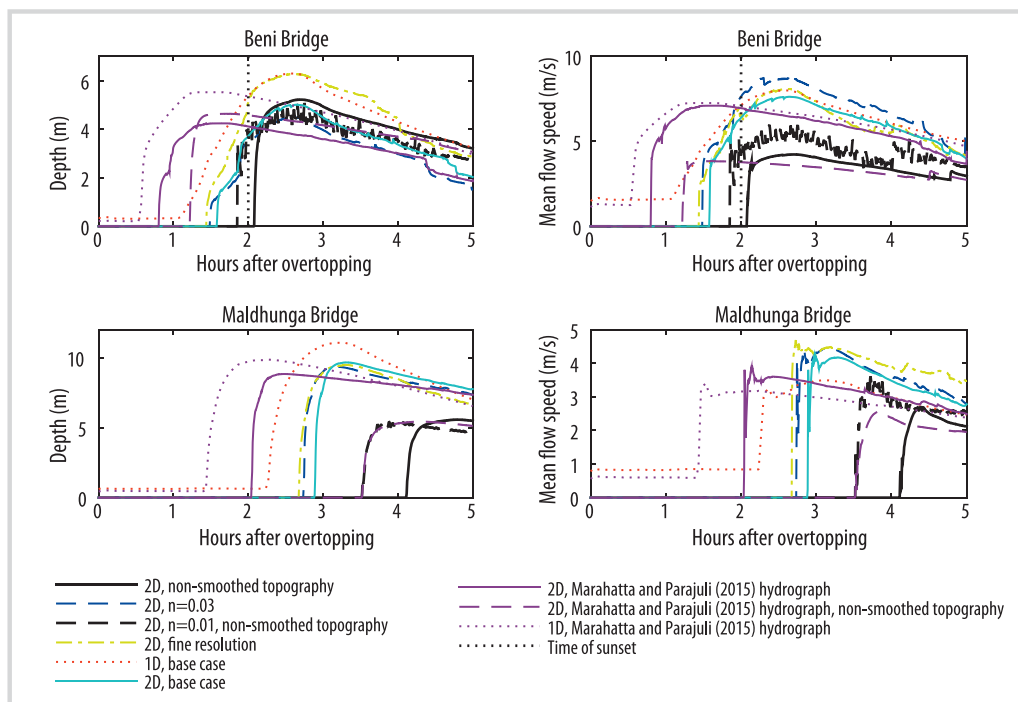 Beni Bridge
Depth (m)
6
4
2
0
0 1 2 3 4 5
Hours after overtopping
Beni Bridge
Mean flow speed (m/s)
10
5
0
0 1 2 3 4 5
Hours after overtopping
Maldhunga Bridge
Depth (m)
10
5
0
0 1 2 3 4 5
Hours after overtopping
Maldhunga Bridge
Mean flow speed (m/s)
5
4
3
2
1
0
0 1 2 3 4 5
Hours after overtopping
2D, non-smoothed topography
2D, n=0.03
2D, n=0.01, non-smoothed topography
2D, fine resolution
1D, base case
2D, base case
2D, Marahatta and Parajuli (2015) hydrograph
2D, Marahatta and Parajuli (2015) hydrograph, non-smoothed topography
1D, Marahatta and Parajuli (2015) hydrograph
Time of sunset